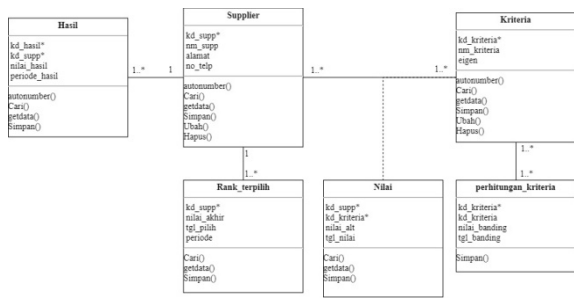 Hasil
kd_hasil*
kd_supp*
nilai_hasil
periode_hasil
autonumber()
Cari()
getdata()
Simpan()
1..*
1
Supplier
kd_supp*
nm_supp
alamat
no_telp
autonumber()
Cari()
getdata()
Simpan()
Ubah()
Hapus()
1..*
1..*
Kriteria
kd_kriteria*
nm_kriteria
eigen
autonumber()
Cari()
getdata()
Simpan()
Ubah()
Hapus()
1
1..*
Rank_terpilih
kd_supp*
nilai_akhir
tgl_pilih
periode
Cari()
getdata()
Simpan()
Nilai
kd_supp*
kd_kriteria*
nilai_alt
tgl_nilai
Cari()
getdata()
Simpan()
1..*
1..*
perhitungan_kriteria
kd_kriteria*
kd_kriteria
nilai_banding
tgl_banding
Simpan()